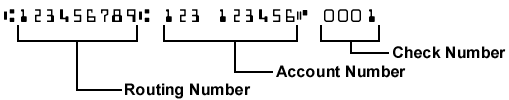 ⑆123456789⑆ 123 123456⑈ 0001
Check Number
Account Number
Routing Number